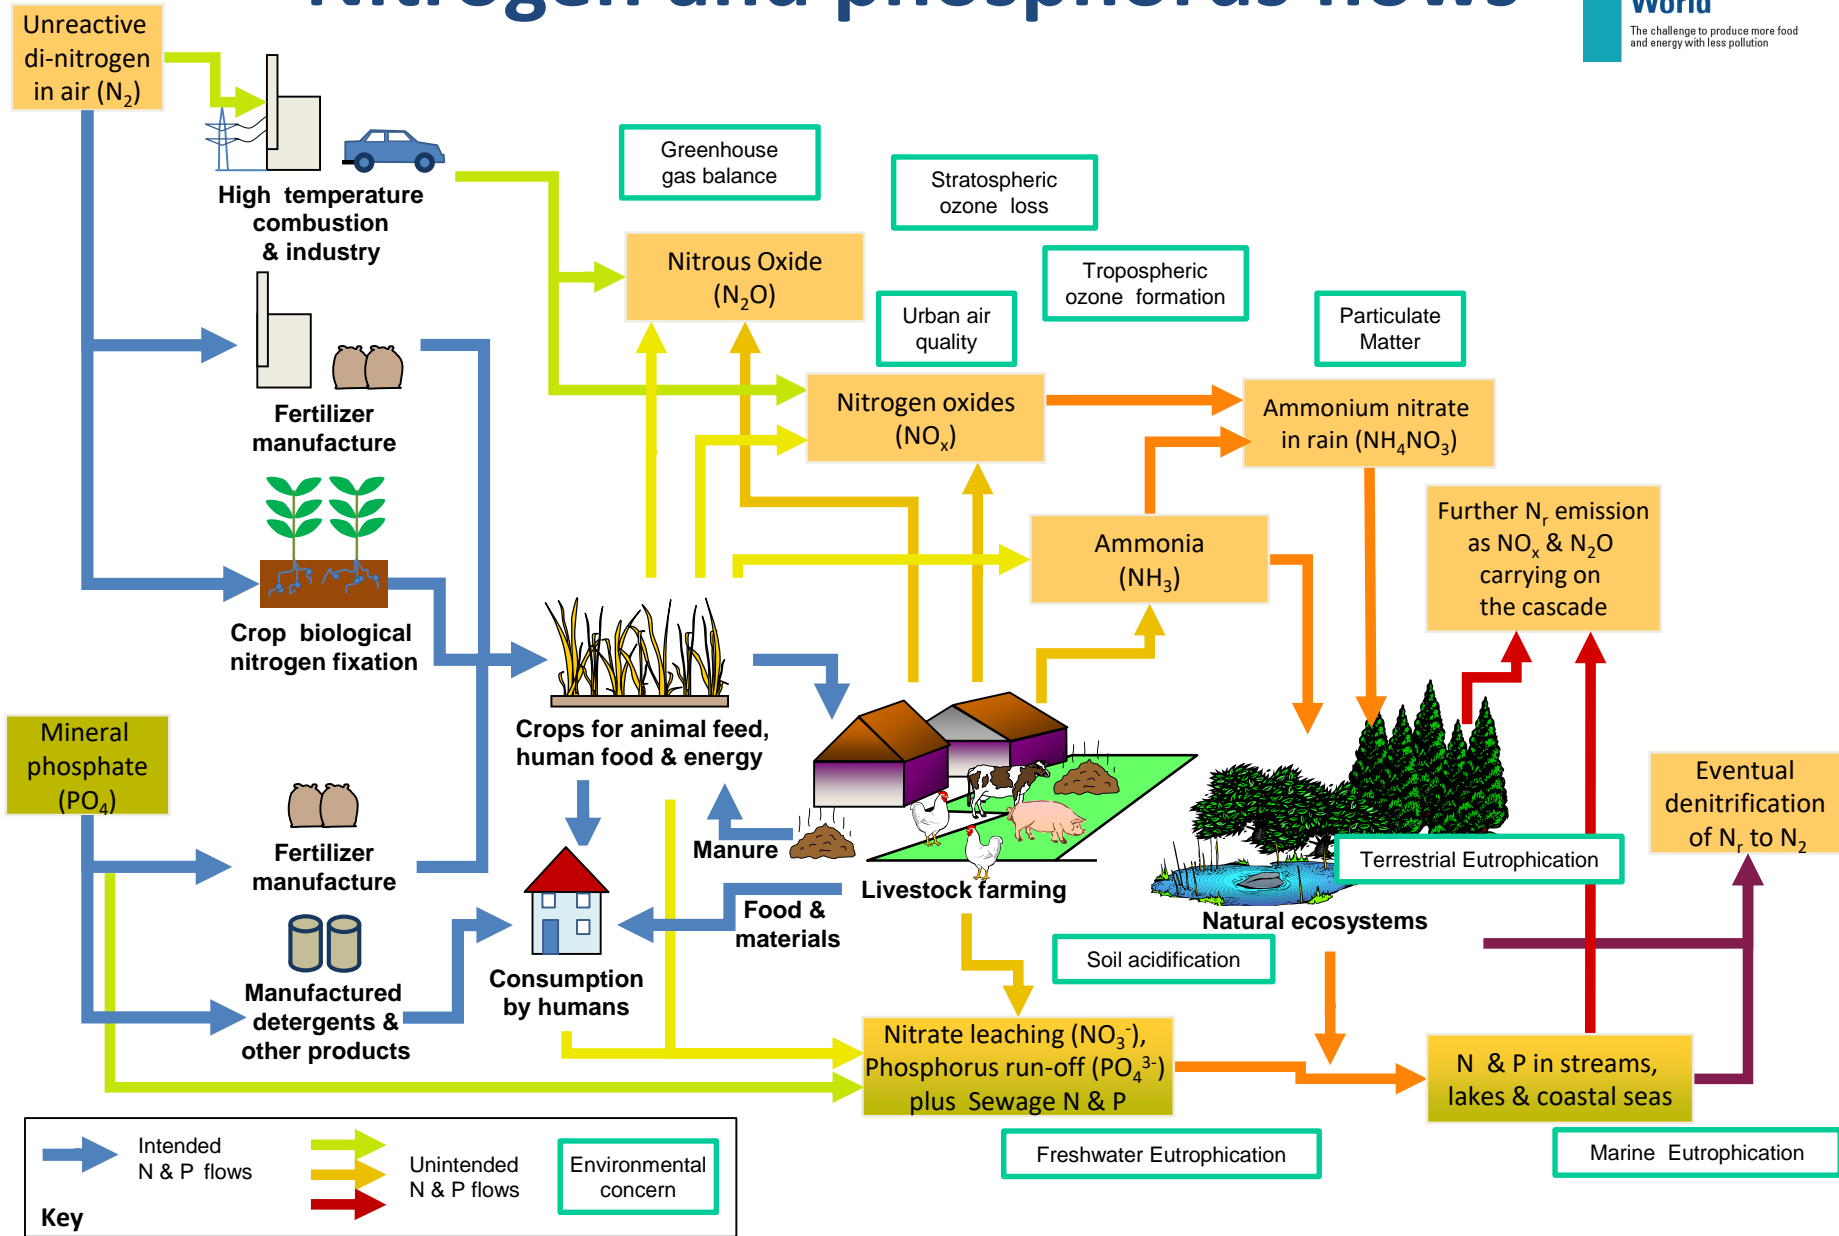 Nitrogen and phosphorus flows
World
The challenge to produce more food
and energy with less pollution
Unreactive
di-nitrogen
in air (N₂)
High temperature
combustion
& industry
Greenhouse
gas balance
Stratospheric
ozone loss
Nitrous Oxide
(N₂O)
Tropospheric
ozone formation
Urban air
quality
Particulate
Matter
Fertilizer
manufacture
Nitrogen oxides
(NOₓ)
Ammonium nitrate
in rain (NH₄NO₃)
Further Nᵣ emission
as NOₓ & N₂O
carrying on
the cascade
Ammonia
(NH₃)
Crop biological
nitrogen fixation
Crops for animal feed,
human food & energy
Mineral
phosphate
(PO₄)
Eventual
denitrification
of Nᵣ to N₂
Fertilizer
manufacture
Manure
Livestock farming
Terrestrial Eutrophication
Natural ecosystems
Food &
materials
Soil acidification
Consumption
by humans
Manufactured
detergents &
other products
Nitrate leaching (NO₃⁻),
Phosphorus run-off (PO₄³⁻)
plus Sewage N & P
N & P in streams,
lakes & coastal seas
Freshwater Eutrophication
Marine Eutrophication
Intended
N & P flows
Unintended
N & P flows
Environmental
concern
Key